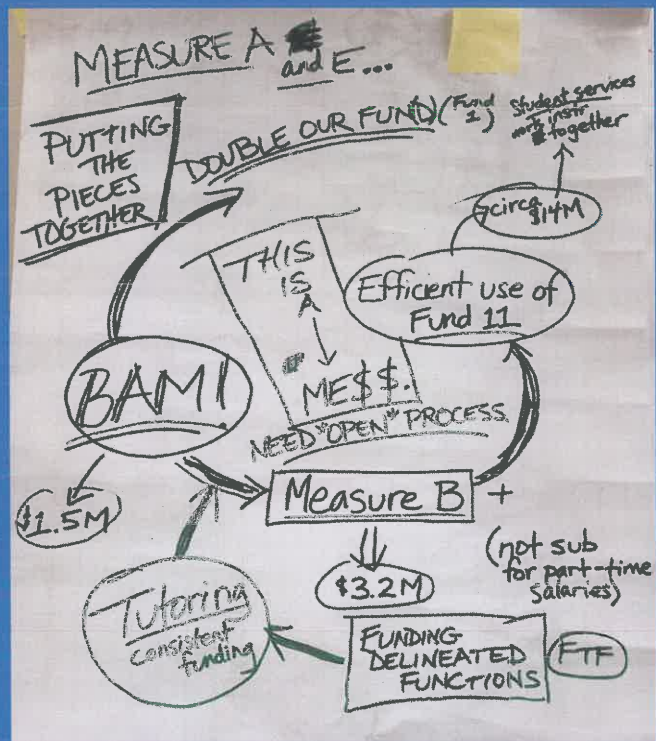 MEASURE A
and E...
PUTTING
THE
PIECES
TOGETHER
DOUBLE OUR FUND (Fund
1)
Student services
work instr
together
circa
$14M
THIS
IS
A
ME$$.
NEED "OPEN" PROCESS.
Efficient use of
Fund 11
BAM!
$1.5M
Measure B +
(not sub
for part-time
salaries)
$3.2M
Tutoring
consistent
funding
FUNDING
DELINEATED
FUNCTIONS
FTF